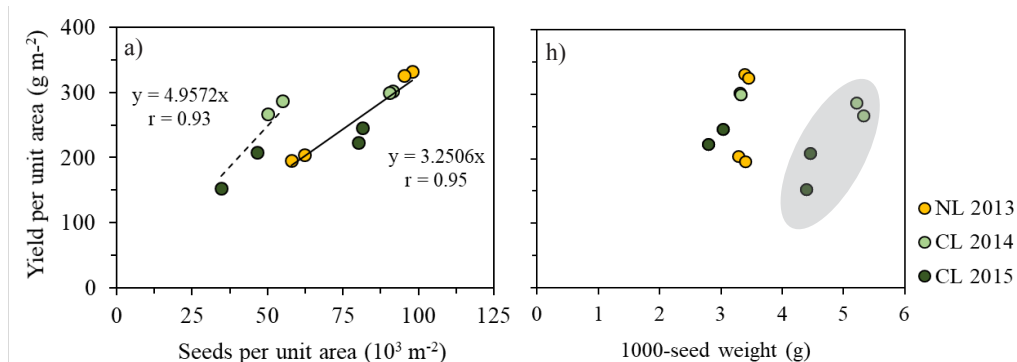 a)
Yield per unit area
(g m-2)
400
300
200
100
0
y = 4.9572x
r = 0.93
y = 3.2506x
r = 0.95
0 25 50 75 100 125
Seeds per unit area (10³ m-²)
h)
0 1 2 3 4 5 6
1000-seed weight (g)
NL 2013
CL 2014
CL 2015